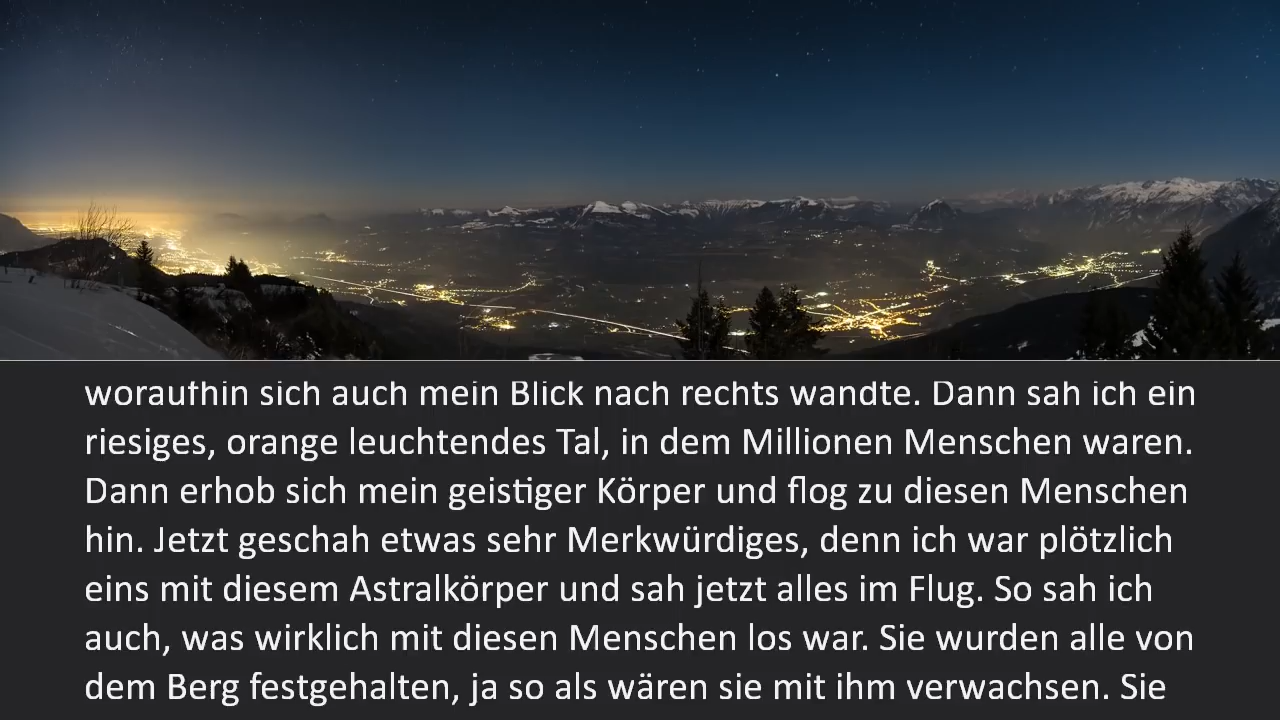 woraufhin sich auch mein Blick nach rechts wandte. Dann sah ich ein
riesiges, orange leuchtendes Tal, in dem Millionen Menschen waren.
Dann erhob sich mein geistiger Körper und flog zu diesen Menschen
hin. Jetzt geschah etwas sehr Merkwürdiges, denn ich war plötzlich
eins mit diesem Astralkörper und sah jetzt alles im Flug. So sah ich
auch, was wirklich mit diesen Menschen los war. Sie wurden alle von
dem Berg festgehalten, ja so als wären sie mit ihm verwachsen. Sie